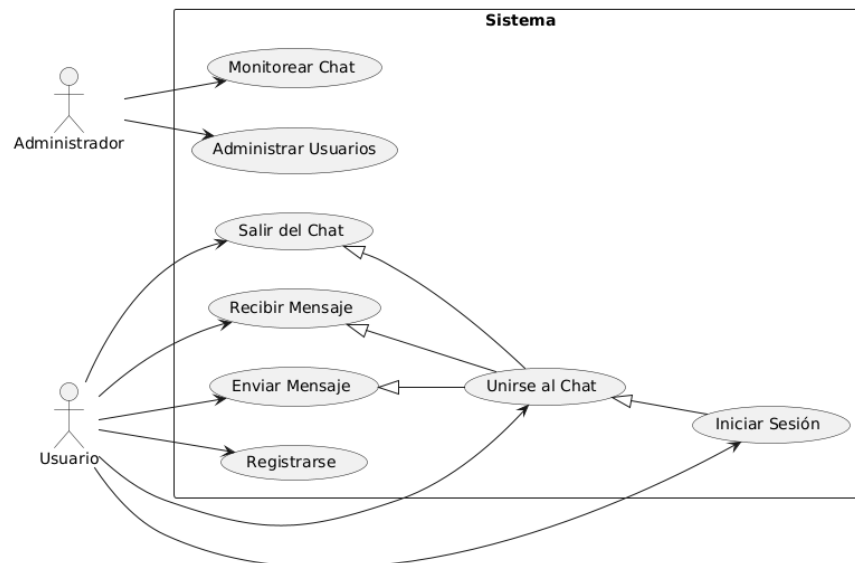 Sistema
Monitorear Chat
Administrador
Administrar Usuarios
Salir del Chat
Recibir Mensaje
Enviar Mensaje
Unirse al Chat
Iniciar Sesión
Usuario
Registrarse